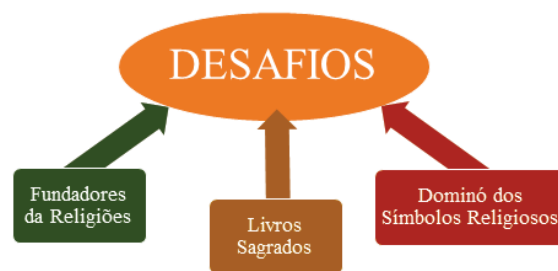 DESAFIOS
Fundadores
da Religiões
Livros
Sagrados
Dominó dos
Símbolos Religiosos